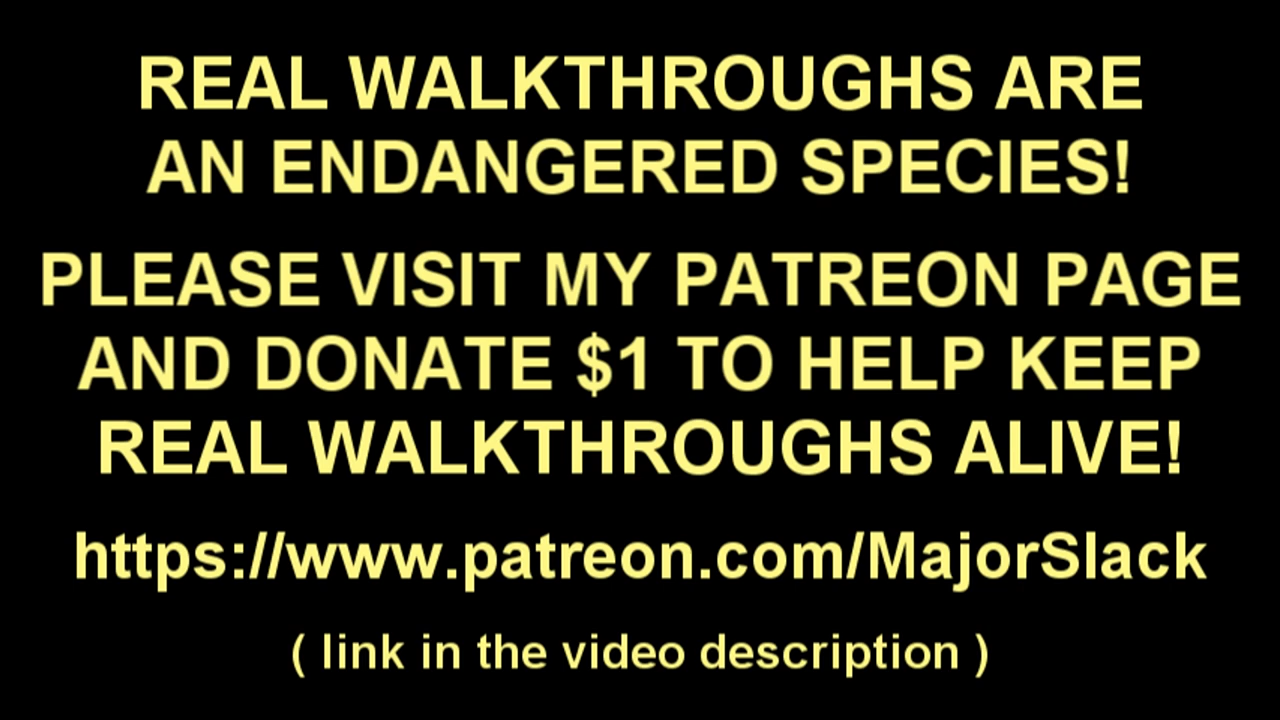 REAL WALKTHROUGHS ARE
AN ENDANGERED SPECIES!
PLEASE VISIT MY PATREON PAGE
AND DONATE $1 TO HELP KEEP
REAL WALKTHROUGHS ALIVE!
https://www.patreon.com/MajorSlack
( link in the video description )